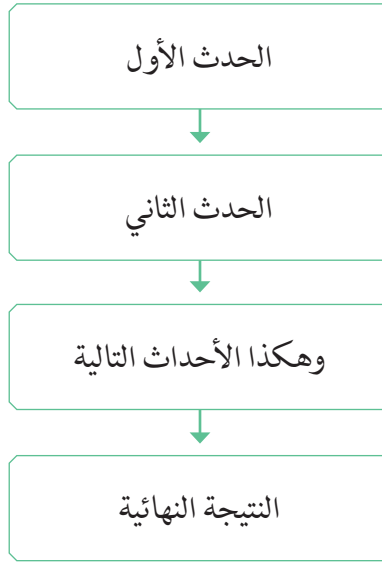 الحدث الأول
الحدث الثاني
وهكذا الأحداث التالية
النتيجة النهائية